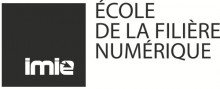 ÉCOLE
DE LA FILIÈRE
NUMÉRIQUE
imie